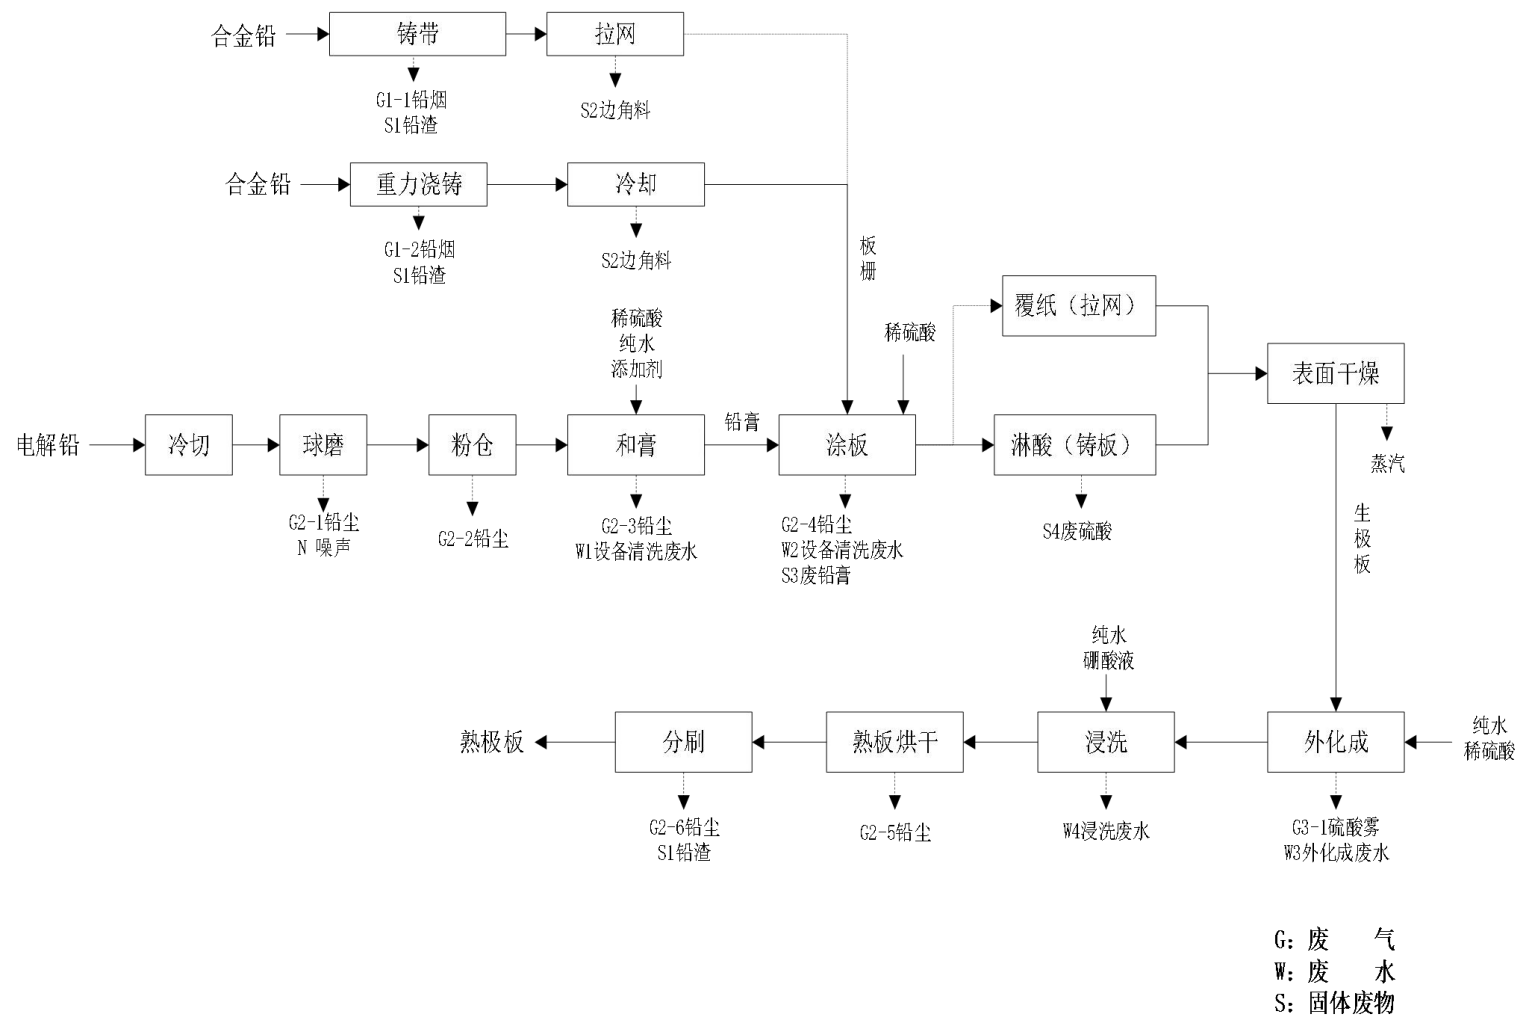 合金铅
铸带
拉网
G1-1铅烟
S1铅渣
S2边角料
合金铅
重力浇铸
冷却
G1-2铅烟
S1铅渣
S2边角料
板
栅
稀硫酸
纯水
添加剂
稀硫酸
覆纸（拉网）
表面干燥
蒸汽
电解铅
冷切
球磨
粉仓
和膏
铅膏
涂板
淋酸（铸板）
G2-1铅尘
N 噪声
G2-2铅尘
G2-3铅尘
W1设备清洗废水
G2-4铅尘
W2设备清洗废水
S3废铅膏
S4废硫酸
生
极
板
纯水
硼酸液
熟极板
分刷
熟板烘干
浸洗
外化成
纯水
稀硫酸
G2-6铅尘
S1铅渣
G2-5铅尘
W4浸洗废水
G3-1硫酸雾
W3外化成废水
G: 废 气
W: 废 水
S: 固体废物